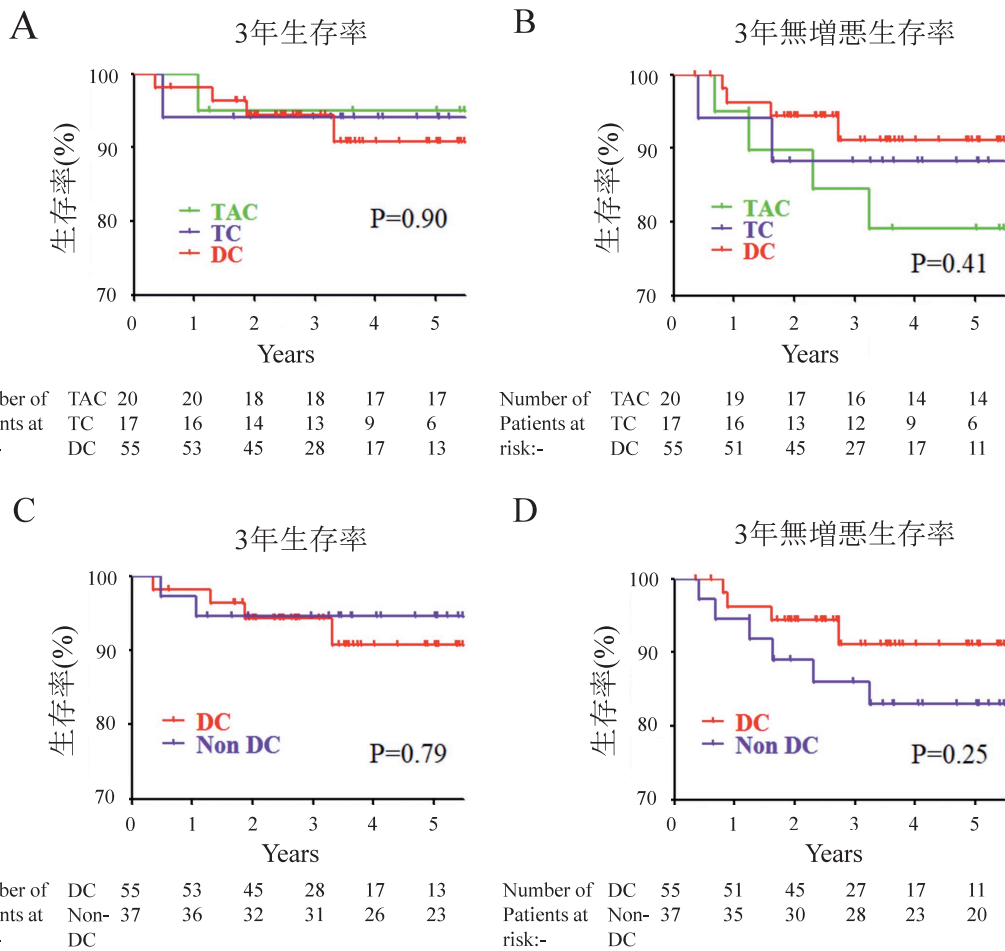 A
3年生存率
生存率(%)
100
90
80
70
TAC
TC
DC
P=0.90
0 1 2 3 4 5
Years
ber of TAC 20 20 18 18 17 17
nts at TC 17 16 14 13 9 6
- DC 55 53 45 28 17 13
B
3年無増悪生存率
生存率(%)
100
90
80
70
TAC
TC
DC
P=0.41
0 1 2 3 4 5
Years
Number of TAC 20 19 17 16 14 14
Patients at TC 17 16 13 12 9 6
risk:- DC 55 51 45 27 17 11
C
3年生存率
生存率(%)
100
90
80
70
DC
Non DC
P=0.79
0 1 2 3 4 5
Years
ber of DC 55 53 45 28 17 13
nts at Non- 37 36 32 31 26 23
- DC
D
3年無増悪生存率
生存率(%)
100
90
80
70
DC
Non DC
P=0.25
0 1 2 3 4 5
Years
Number of DC 55 51 45 27 17 11
Patients at Non- 37 35 30 28 23 20
risk:- DC